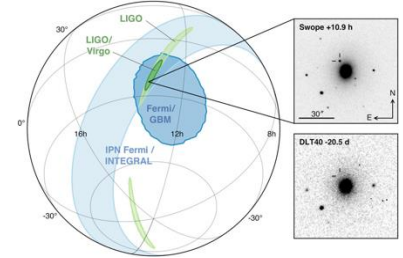 LIGO
LIGO/
Virgo
Fermi/
GBM
IPN Fermi /
INTEGRAL
30°
0°
-30°
-30°
16h
12h
8h
Swope +10.9 h
30"
N
E
DLT40 -20.5 d